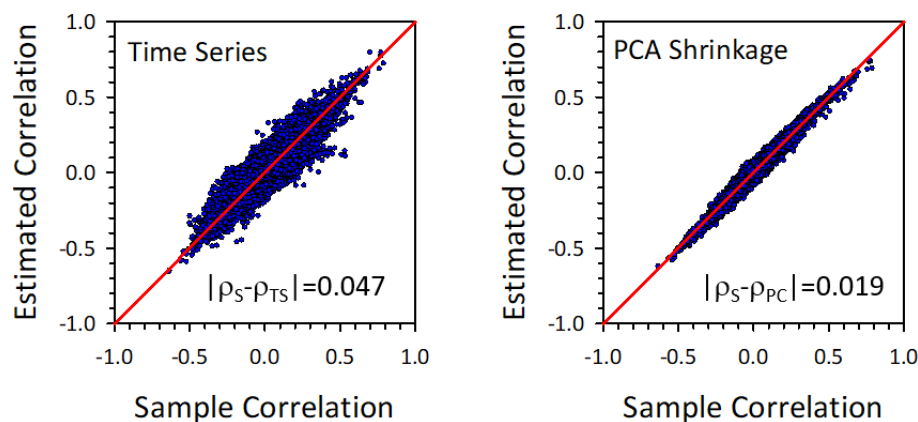 Time Series
1.0
0.5
0.0
-0.5
-1.0
Estimated Correlation
|ρS-ρTS|=0.047
-1.0 -0.5 0.0 0.5 1.0
Sample Correlation
PCA Shrinkage
1.0
0.5
0.0
-0.5
-1.0
Estimated Correlation
|ρS-ρPC|=0.019
-1.0 -0.5 0.0 0.5 1.0
Sample Correlation